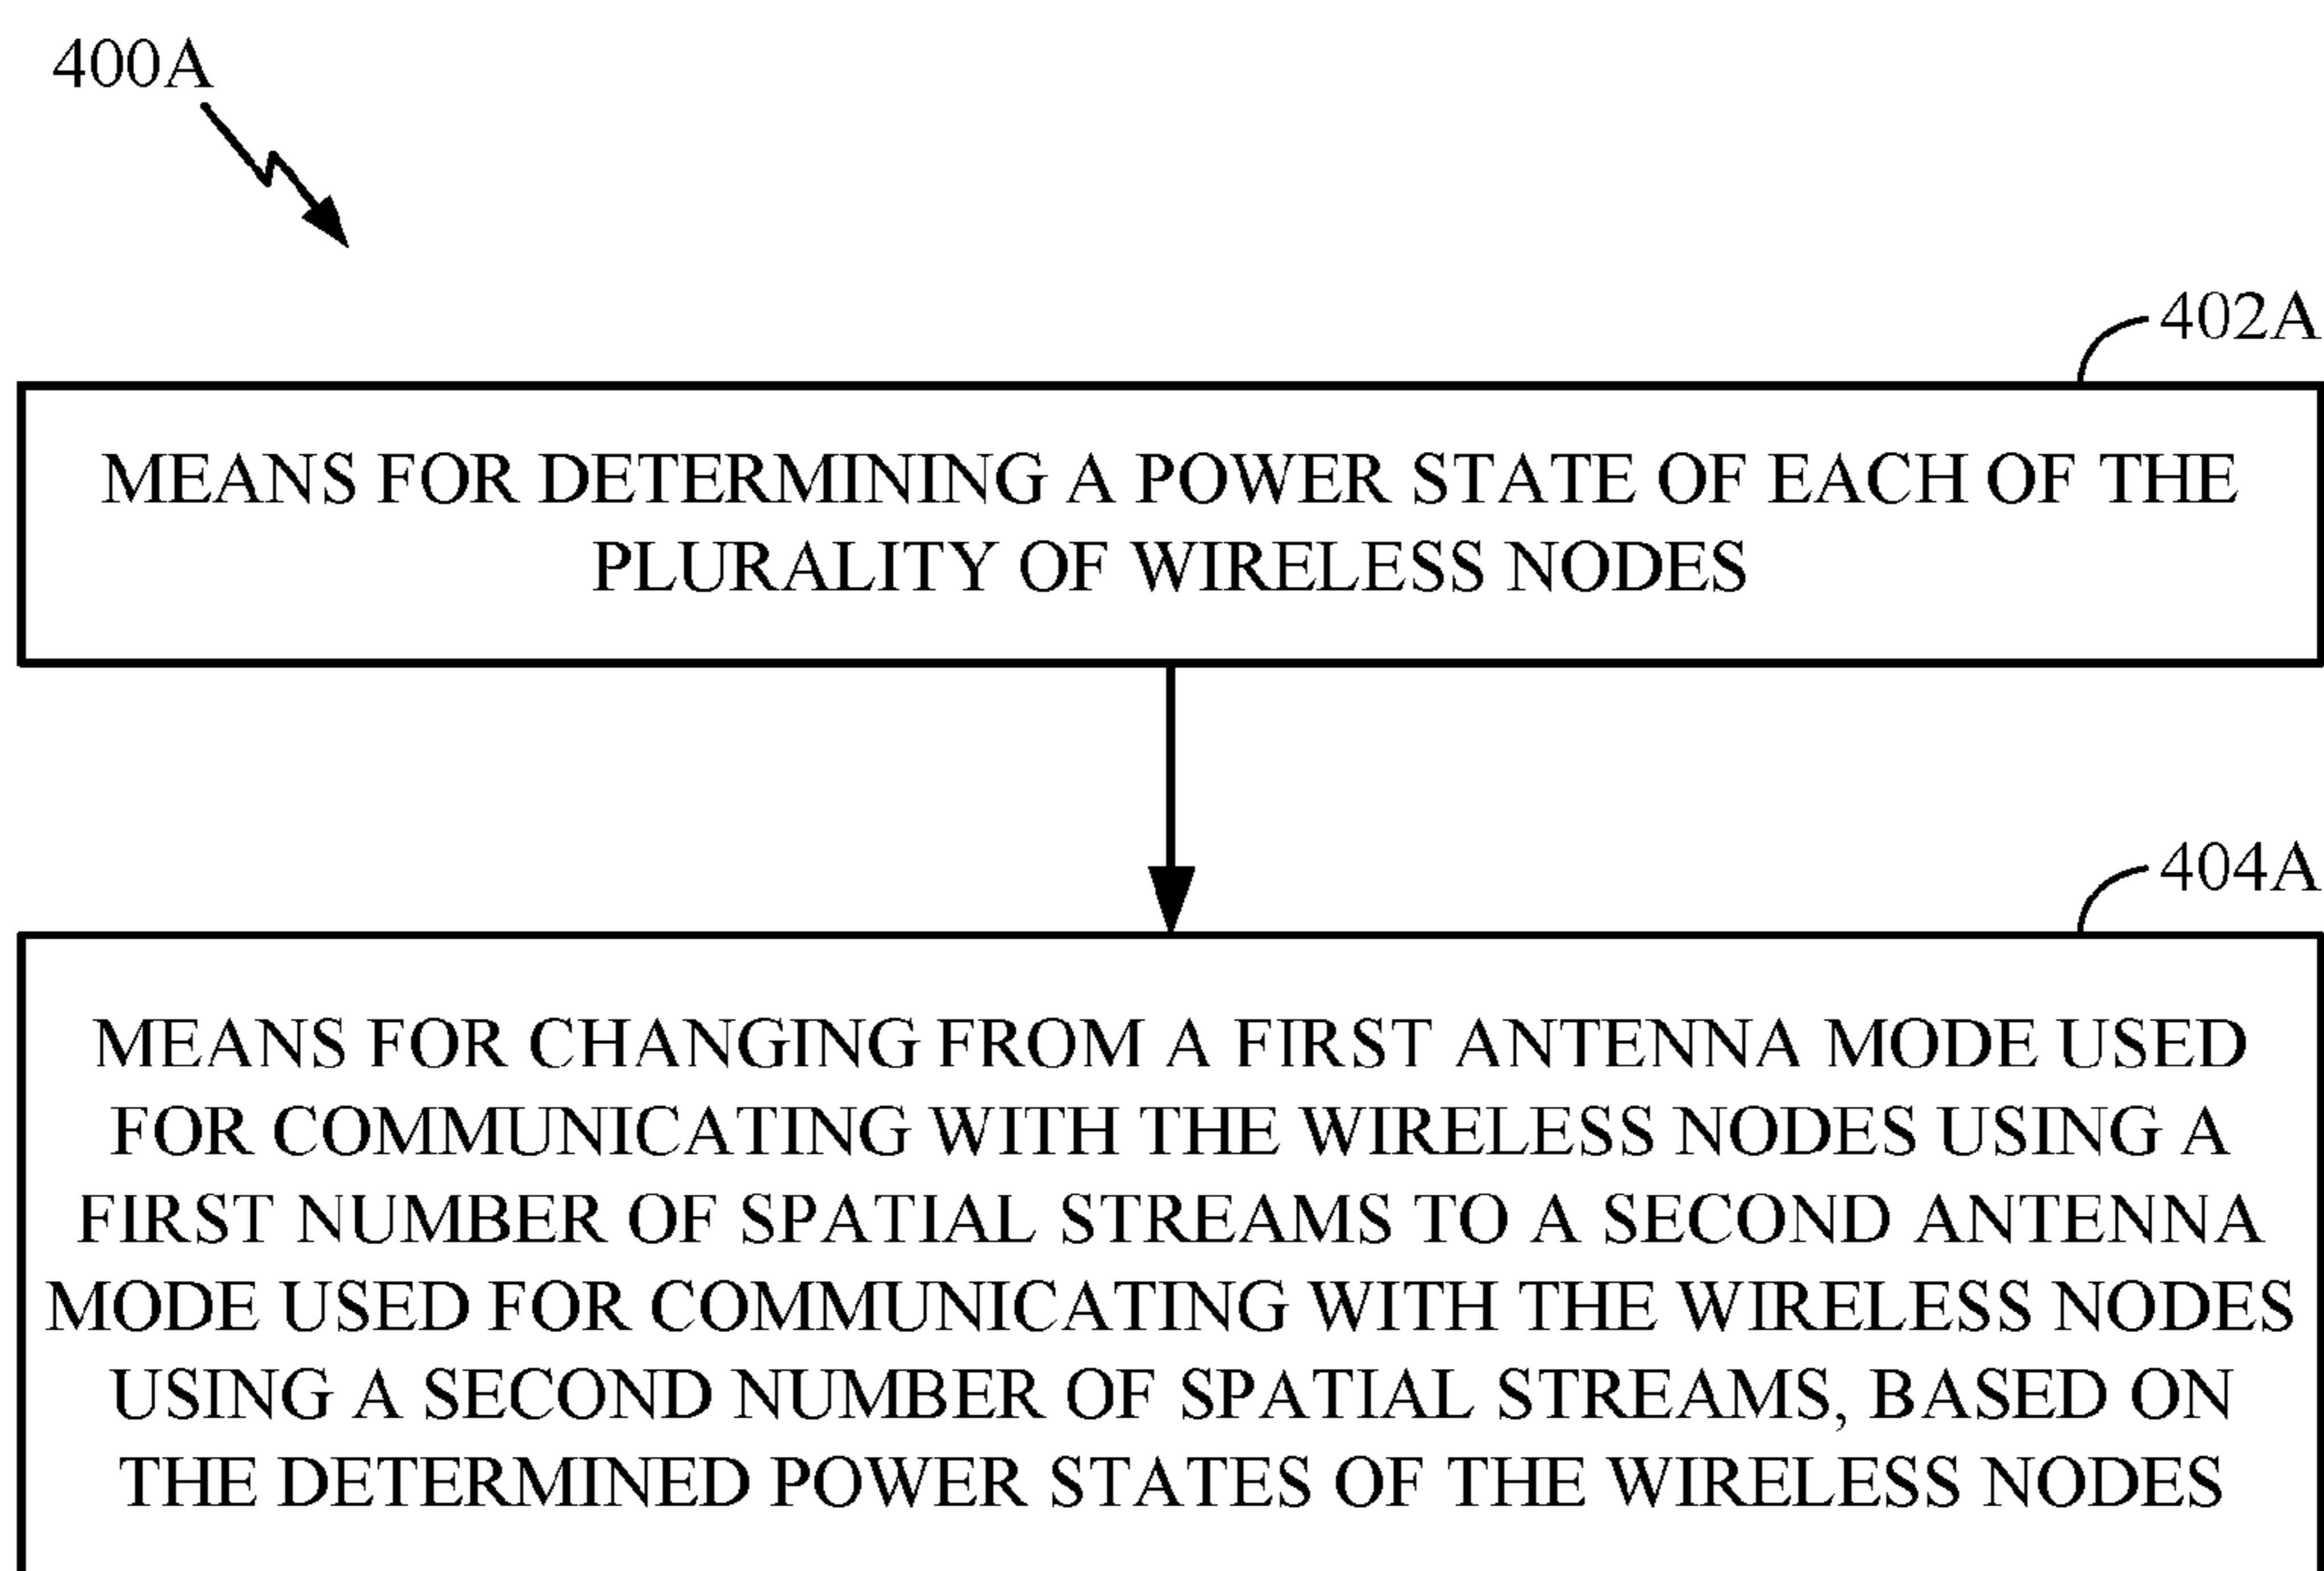 400A
402A
MEANS FOR DETERMINING A POWER STATE OF EACH OF THE
PLURALITY OF WIRELESS NODES
404A
MEANS FOR CHANGING FROM A FIRST ANTENNA MODE USED
FOR COMMUNICATING WITH THE WIRELESS NODES USING A
FIRST NUMBER OF SPATIAL STREAMS TO A SECOND ANTENNA
MODE USED FOR COMMUNICATING WITH THE WIRELESS NODES
USING A SECOND NUMBER OF SPATIAL STREAMS, BASED ON
THE DETERMINED POWER STATES OF THE WIRELESS NODES